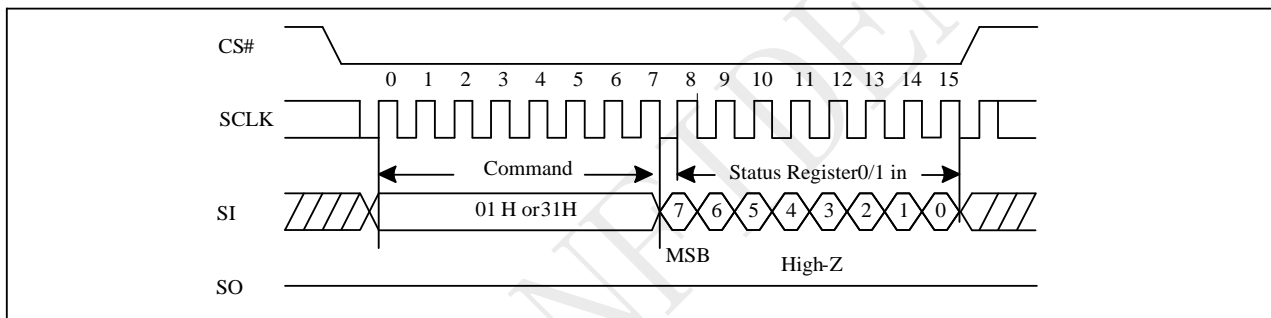 CS#
0 1 2 3 4 5 6 7 8 9 10 11 12 13 14 15
SCLK
Command Status Register0/1 in
SI 01 H or31H 7 6 5 4 3 2 1 0
MSB High-Z
SO